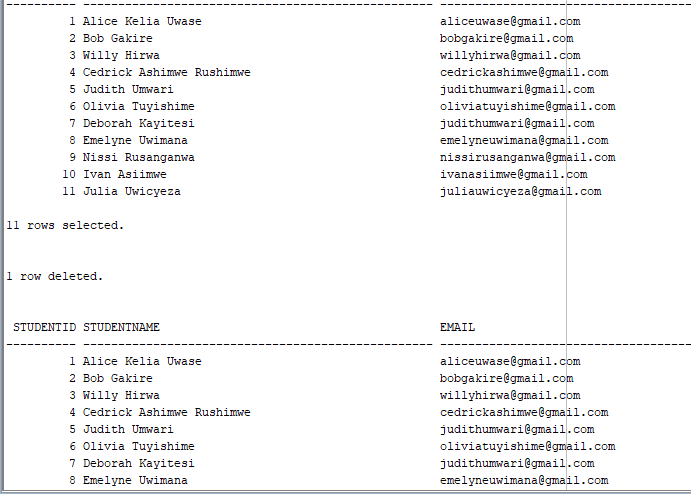 1 Alice Kelia Uwase aliceuwase@gmail.com
2 Bob Gakire bobgakire@gmail.com
3 Willy Hirwa willyhirwa@gmail.com
4 Cedrick Ashimwe Rushimwe cedrickashimwe@gmail.com
5 Judith Umwari judithumwari@gmail.com
6 Olivia Tuyishime oliviatuyishime@gmail.com
7 Deborah Kayitesi judithumwari@gmail.com
8 Emelyne Uwimana emelyneuwimana@gmail.com
9 Nissi Rusanganwa nissirusanganwa@gmail.com
10 Ivan Asiimwe ivanasiimwe@gmail.com
11 Julia Uwicyeza juliauwicyeza@gmail.com
11 rows selected.
1 row deleted.
STUDENTID STUDENTNAME EMAIL
1 Alice Kelia Uwase aliceuwase@gmail.com
2 Bob Gakire bobgakire@gmail.com
3 Willy Hirwa willyhirwa@gmail.com
4 Cedrick Ashimwe Rushimwe cedrickashimwe@gmail.com
5 Judith Umwari judithumwari@gmail.com
6 Olivia Tuyishime oliviatuyishime@gmail.com
7 Deborah Kayitesi judithumwari@gmail.com
8 Emelyne Uwimana emelyneuwimana@gmail.com